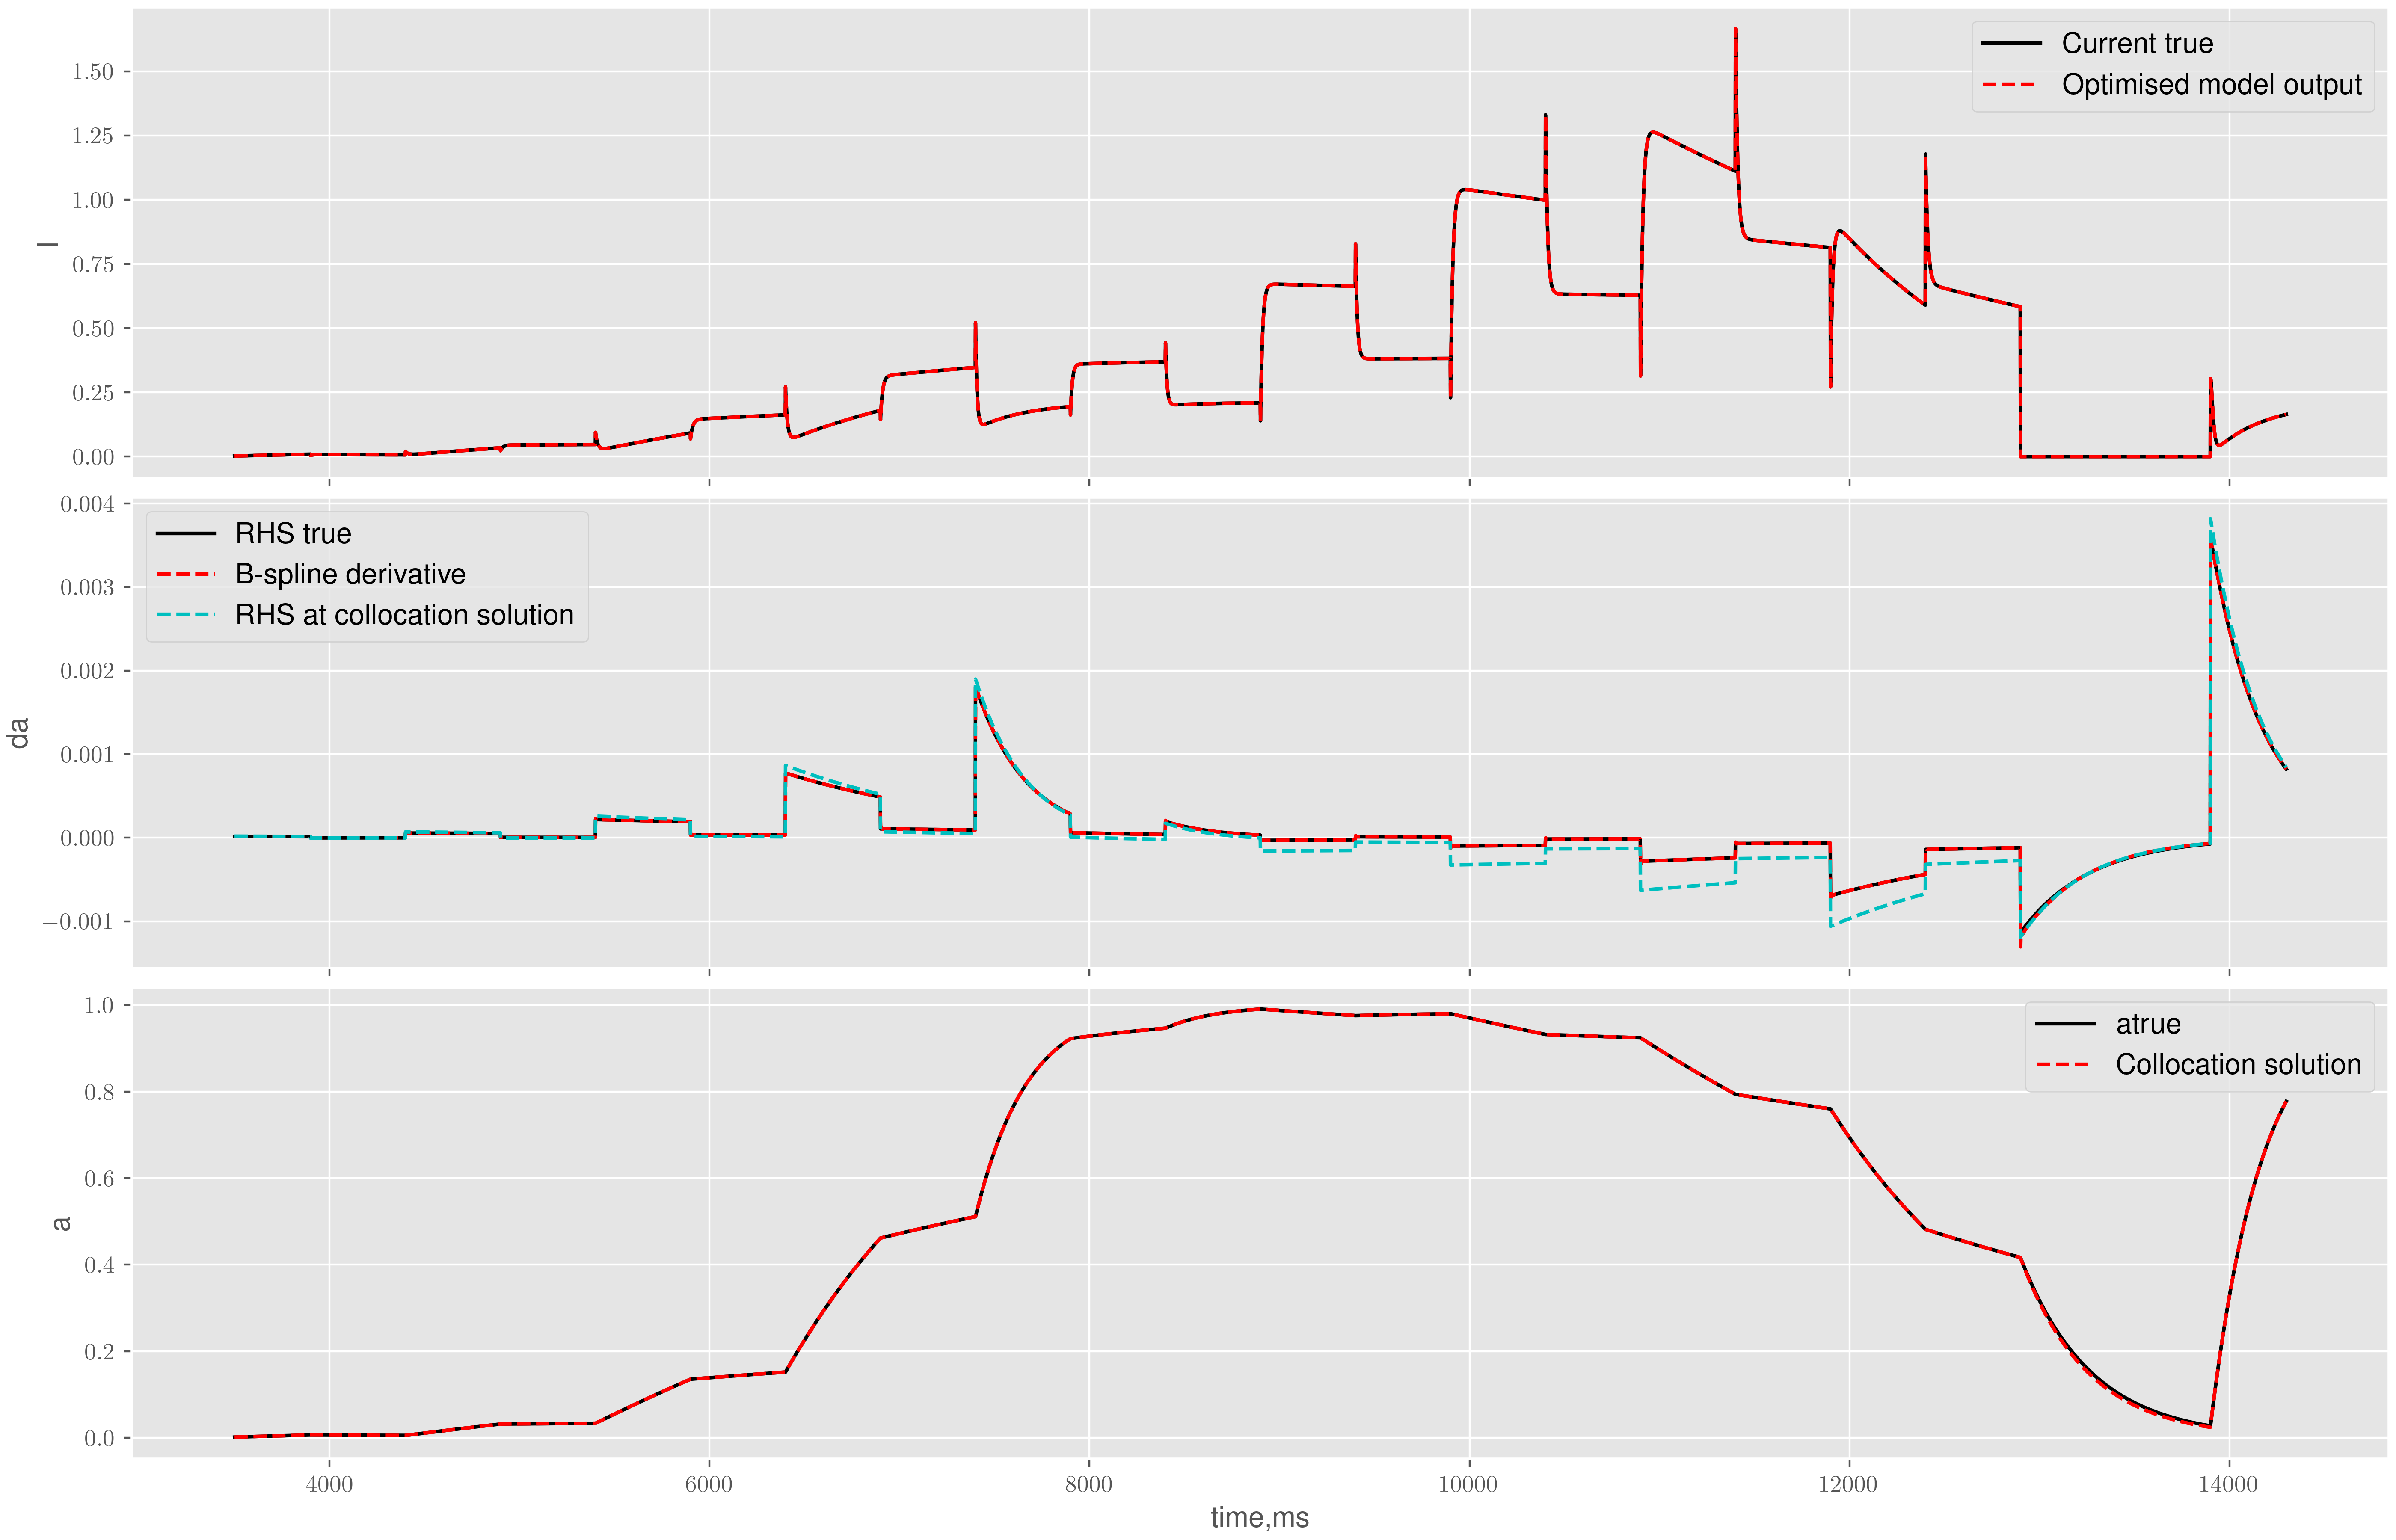 1.50
1.25
1.00
0.75
0.50
0.25
0.00
I
Current true
Optimised model output
0.004
0.003
0.002
0.001
0.000
−0.001
da
RHS true
B-spline derivative
RHS at collocation solution
1.0
0.8
0.6
0.4
0.2
0.0
a
atrue
Collocation solution
4000 6000 8000 10000 12000 14000
time,ms